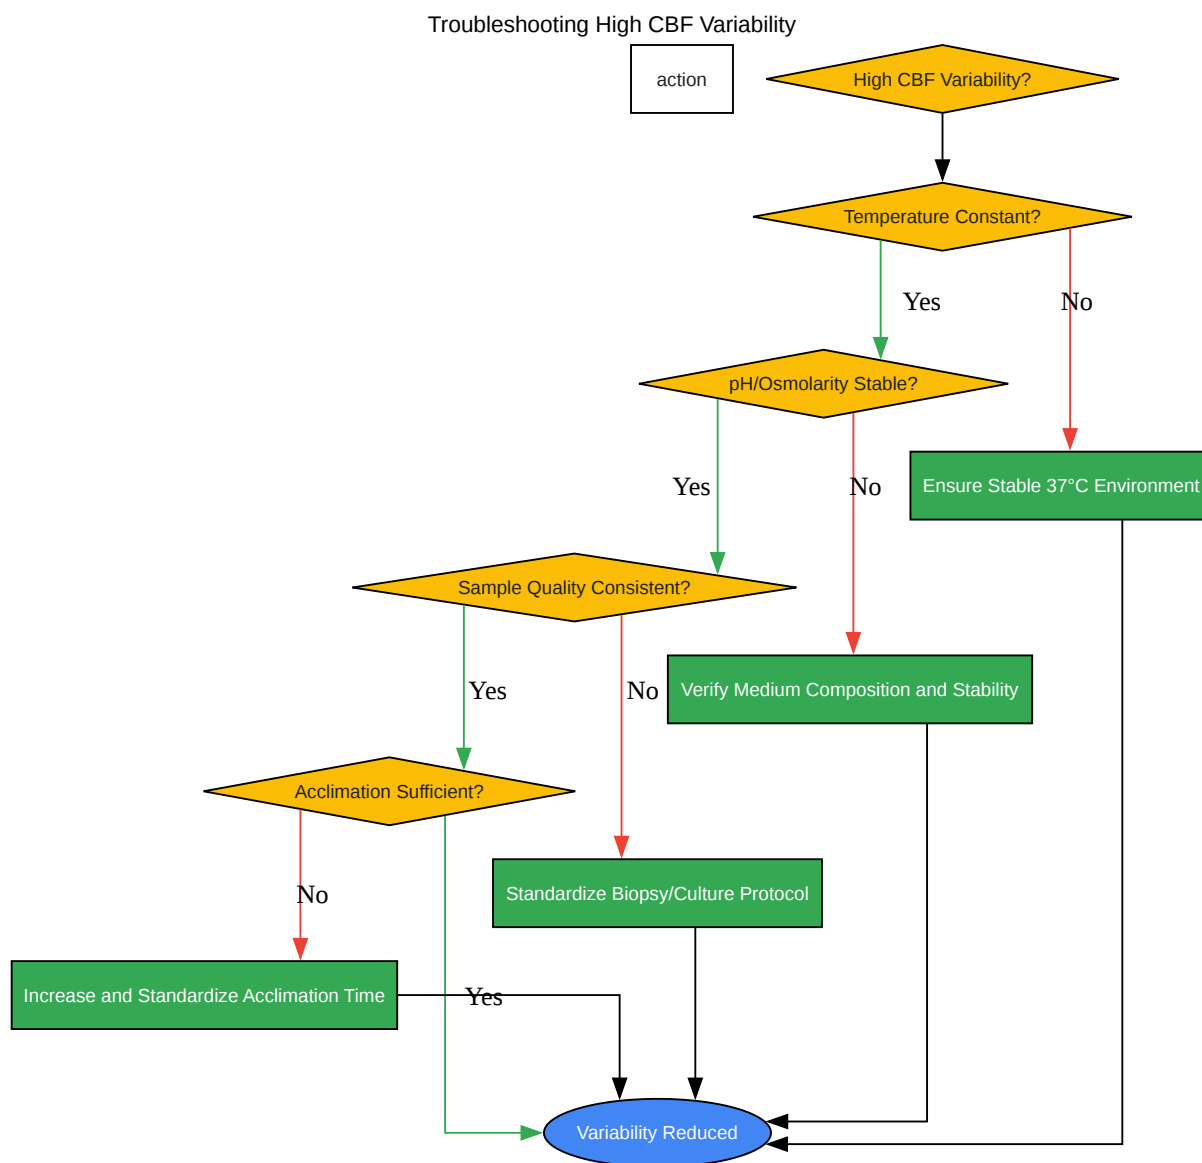 Troubleshooting High CBF Variability
action
High CBF Variability?
Temperature Constant?
Yes
No
pH/Osmolarity Stable?
Yes
No
Ensure Stable 37°C Environment
Sample Quality Consistent?
Yes
No
Verify Medium Composition and Stability
Acclimation Sufficient?
No
Standardize Biopsy/Culture Protocol
Increase and Standardize Acclimation Time
Yes
Variability Reduced